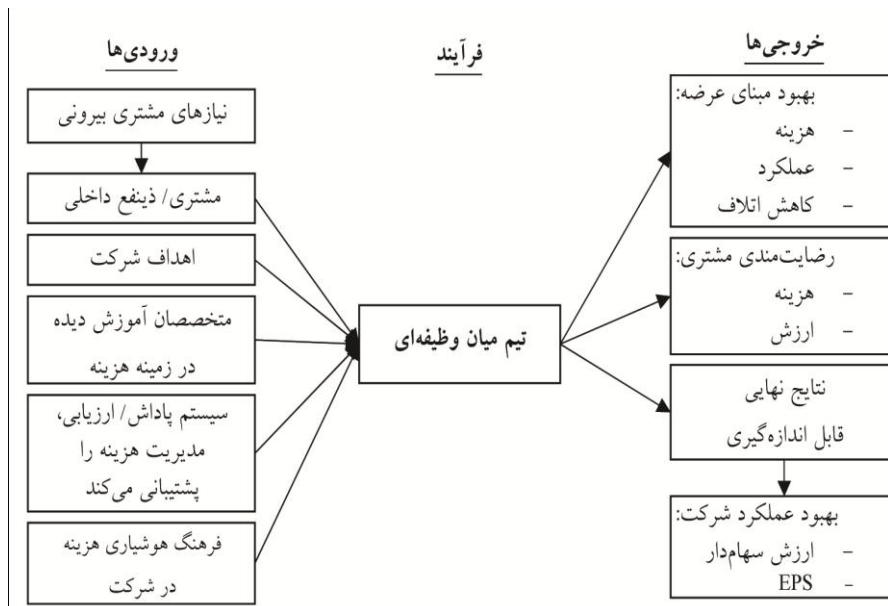 ورودی‌ها
نیازهای مشتری بیرونی
مشتری/ ذینفع داخلی
اهداف شرکت
متخصصان آموزش دیده
در زمینه هزینه
سیستم پاداش/ ارزیابی،
مدیریت هزینه را
پشتیبانی می‌کند
فرهنگ هوشیاری هزینه
در شرکت
فرآیند
تیم میان وظیفه‌ای
خروجی‌ها
بهبود مبنای عرضه:
- هزینه
- عملکرد
- کاهش اتلاف
رضایت‌مندی مشتری:
- هزینه
- ارزش
نتایج نهایی
قابل اندازه‌گیری
بهبود عملکرد شرکت:
- ارزش سهام‌دار
- EPS